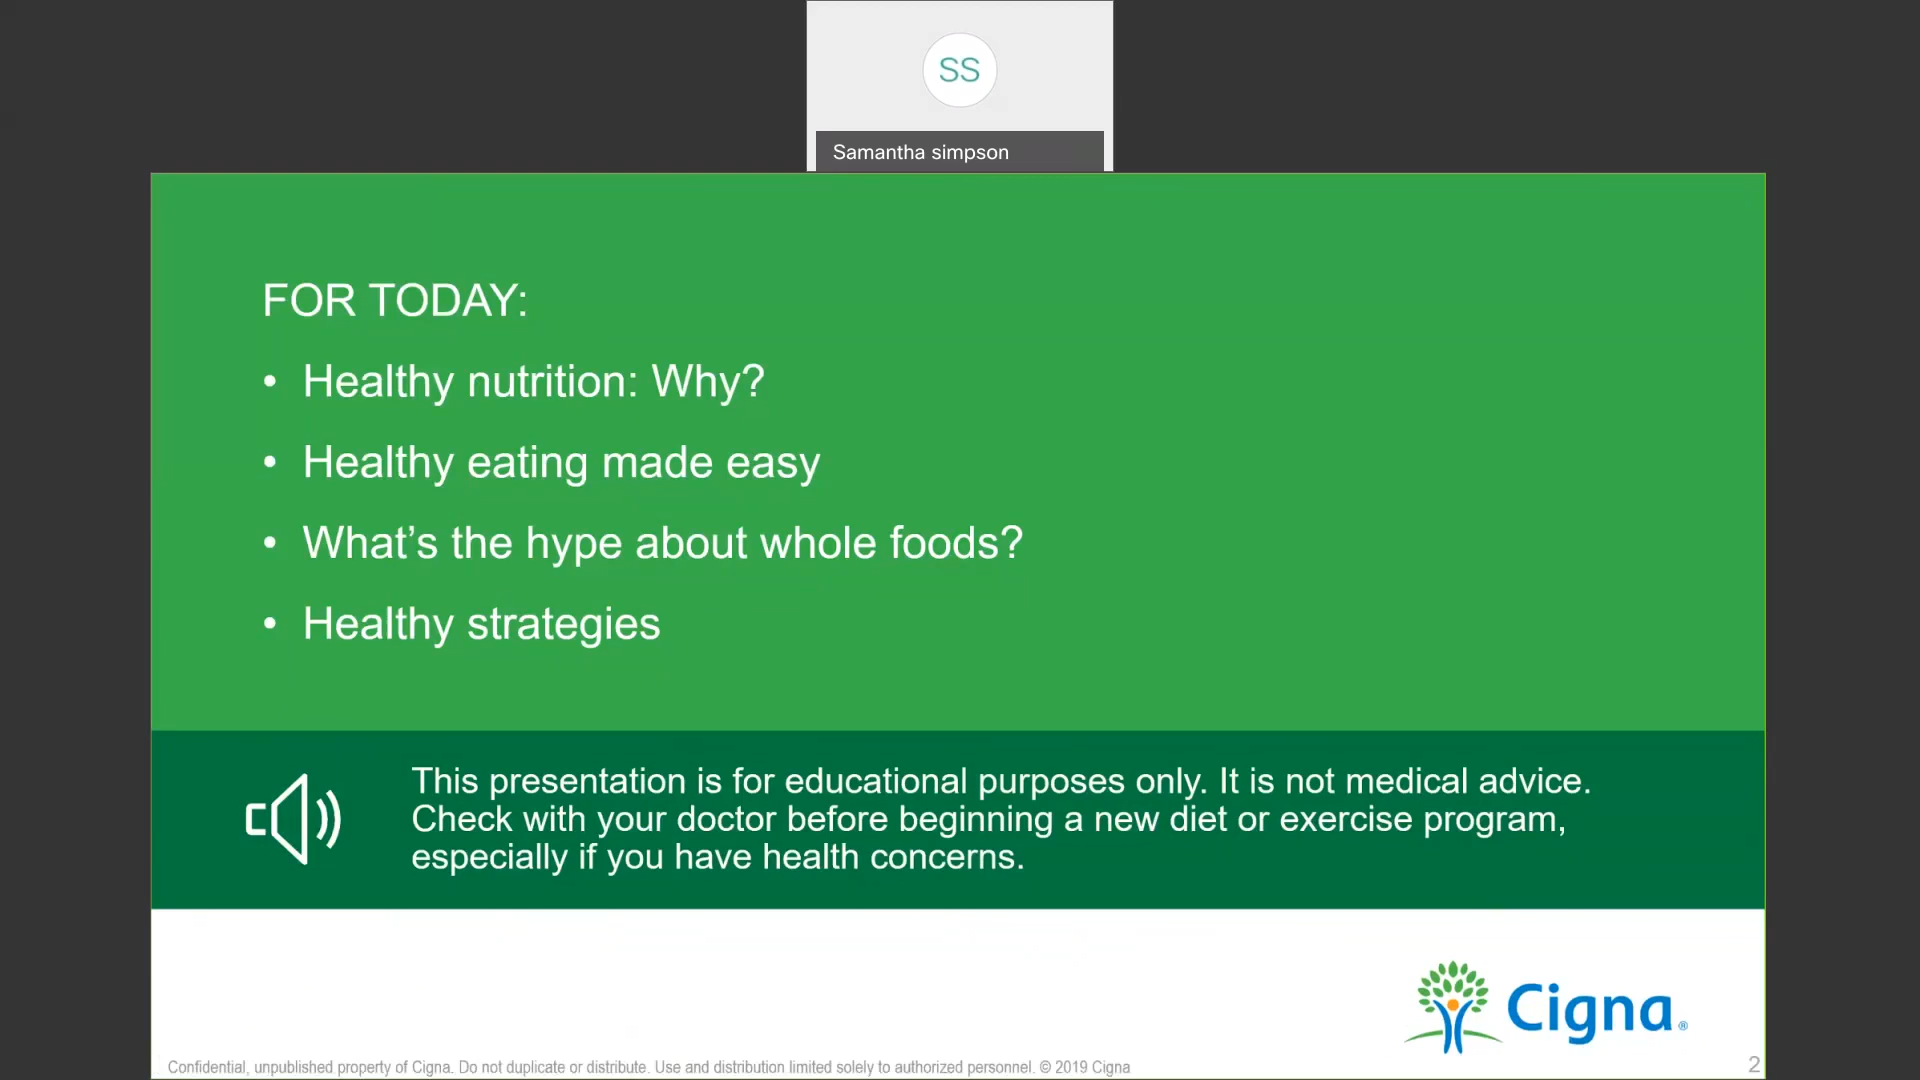 SS
Samantha simpson
FOR TODAY:
• Healthy nutrition: Why?
• Healthy eating made easy
• What’s the hype about whole foods?
• Healthy strategies
This presentation is for educational purposes only. It is not medical advice.
Check with your doctor before beginning a new diet or exercise program,
especially if you have health concerns.
Cigna®
Confidential, unpublished property of Cigna. Do not duplicate or distribute. Use and distribution limited solely to authorized personnel. © 2019 Cigna
2